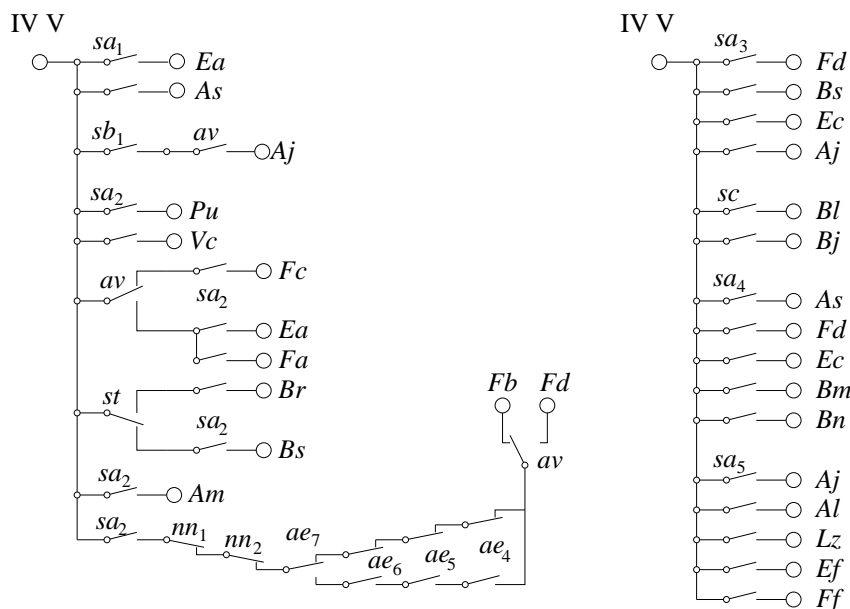 IV V
sa₁ Ea
As
sb₁ av Aj
sa₂ Pu
Vc
av Fc
sa₂
Ea
Fa
st Br
sa₂ Bs
sa₂ Am
sa₂ nn₁ nn₂ ae₇ ae₆ ae₅ ae₄
Fb Fd
av
IV V
sa₃ Fd
Bs
Ec
Aj
sc Bl
Bj
sa₄ As
Fd
Ec
Bm
Bn
sa₅ Aj
Al
Lz
Ef
Ff